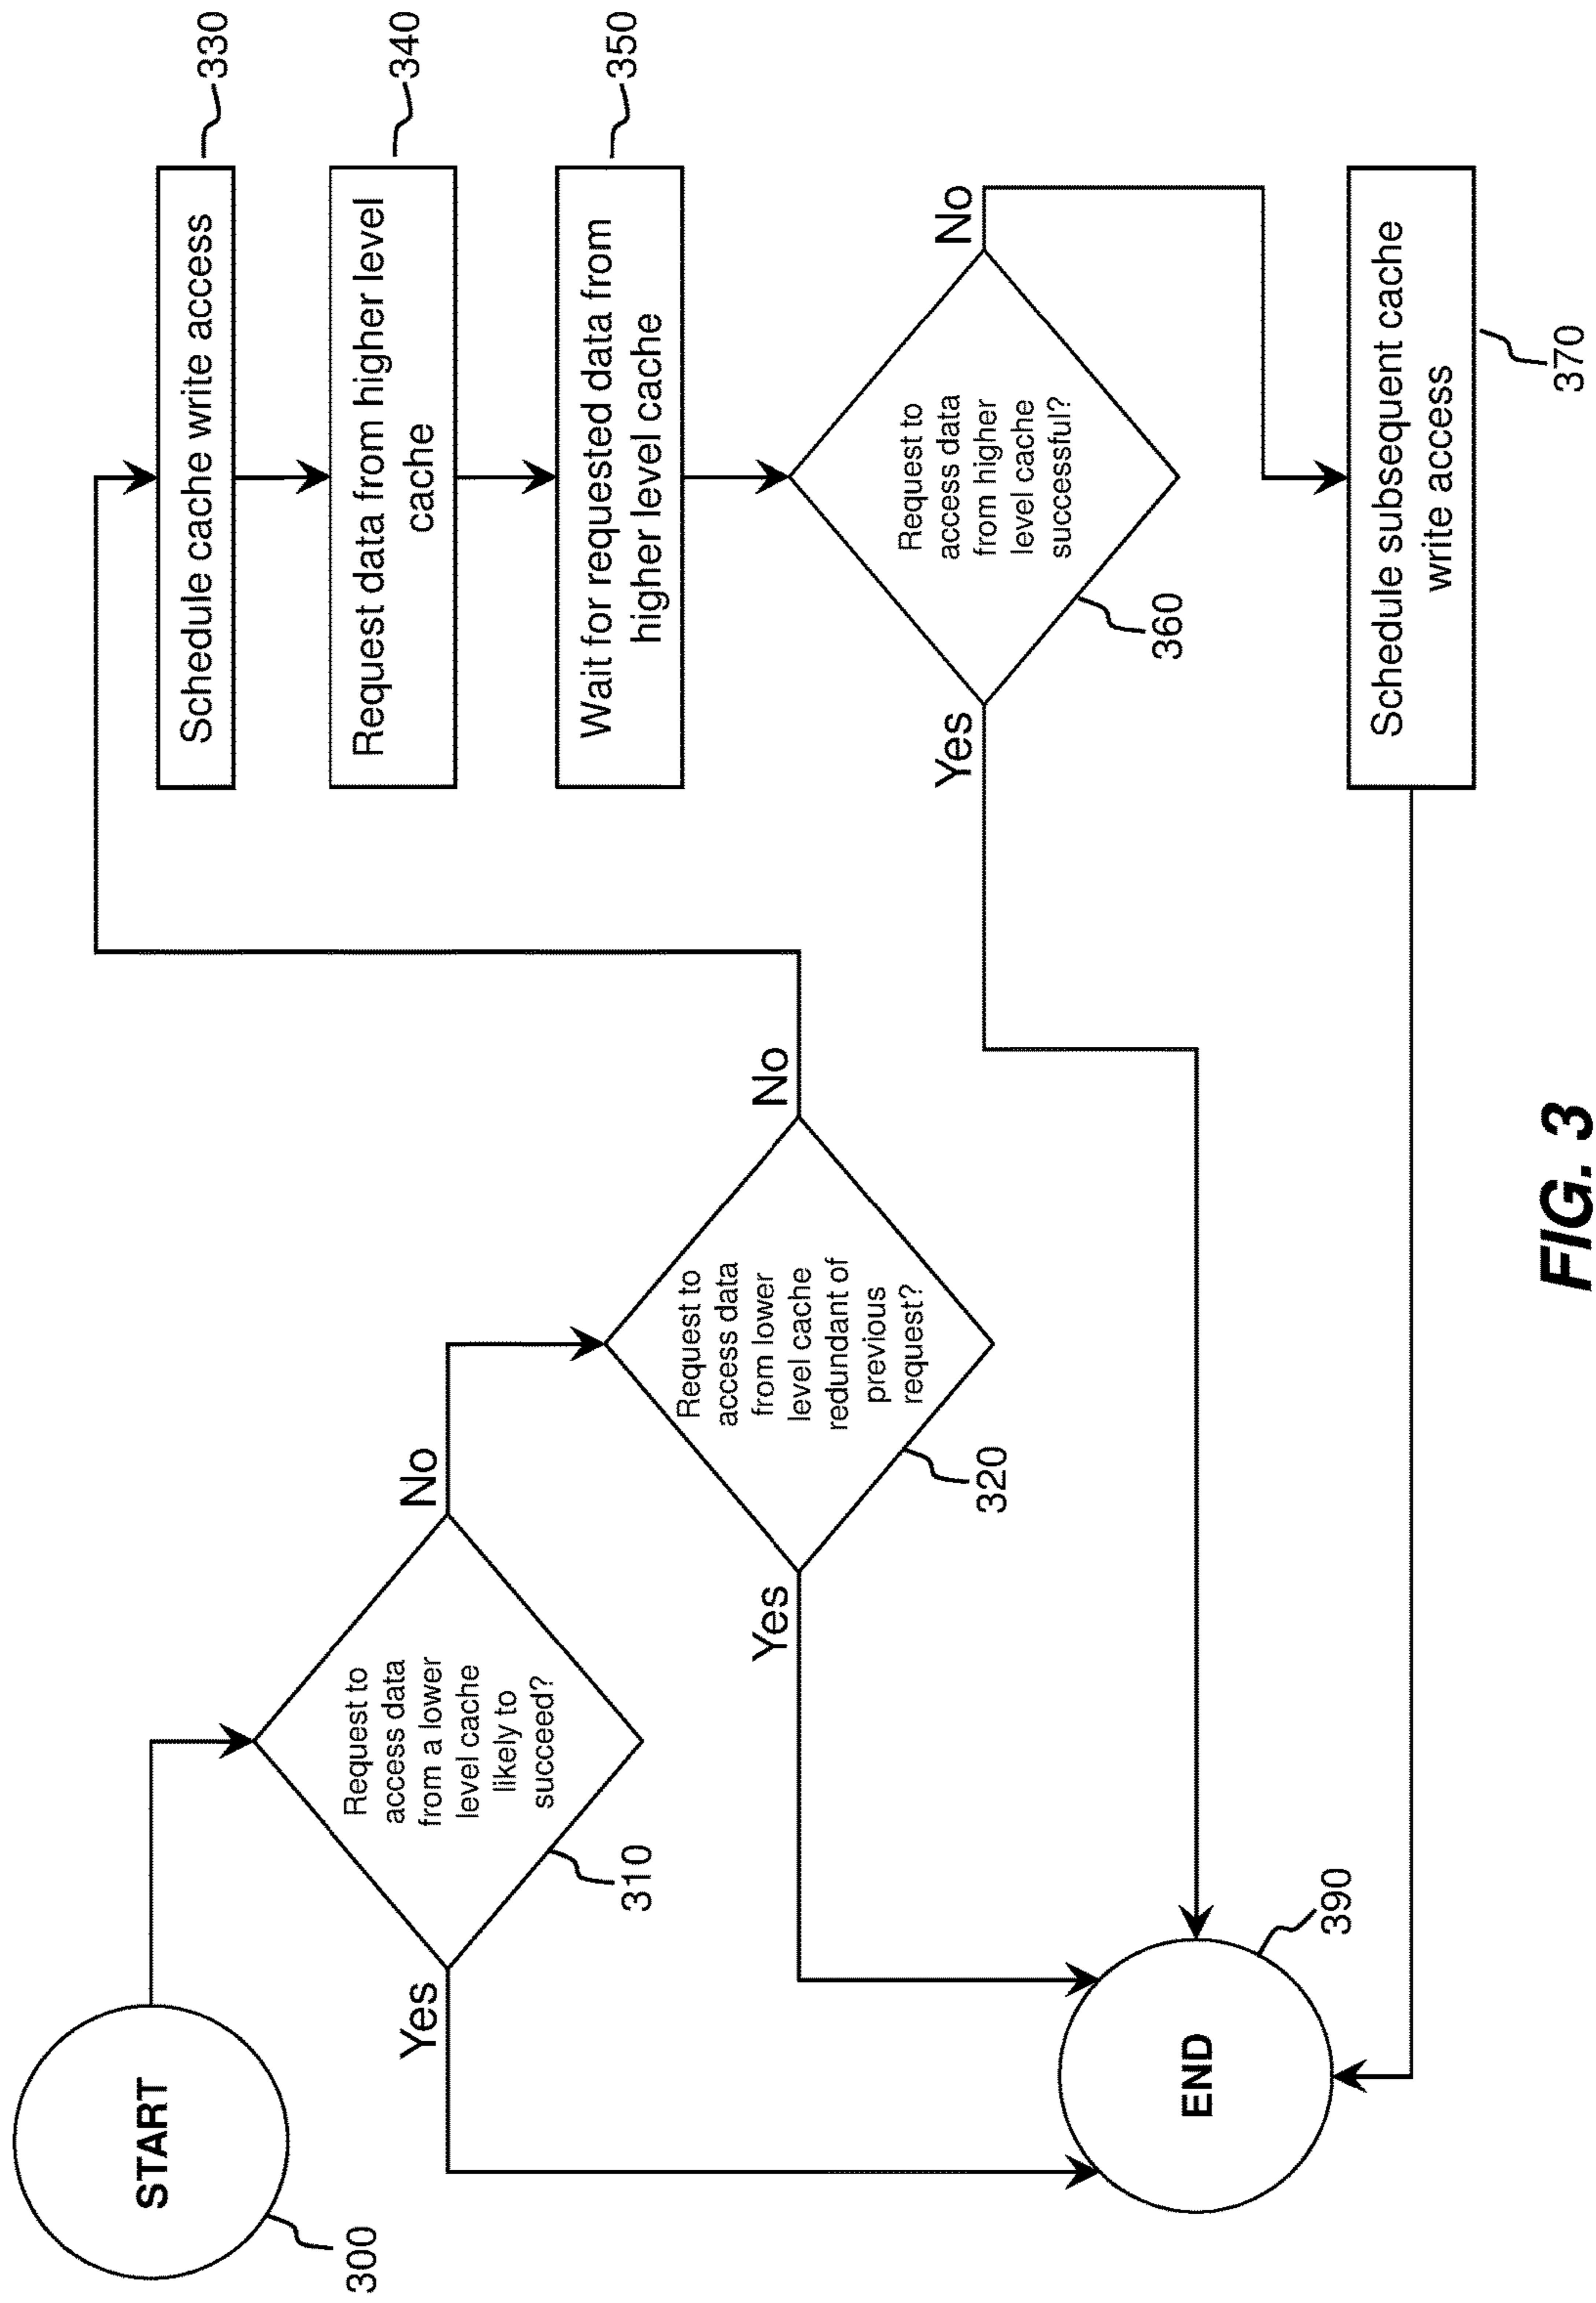 START
300
Request to
access data
from a lower
level cache
likely to
succeed?
310
Yes
No
Request to
access data
from lower
level cache
redundant of
previous
request?
320
Yes
No
Schedule cache write access
330
Request data from higher level
cache
340
Wait for requested data from
higher level cache
350
Request to
access data
from higher
level cache
successful?
360
Yes
No
Schedule subsequent cache
write access
370
END
390
FIG. 3